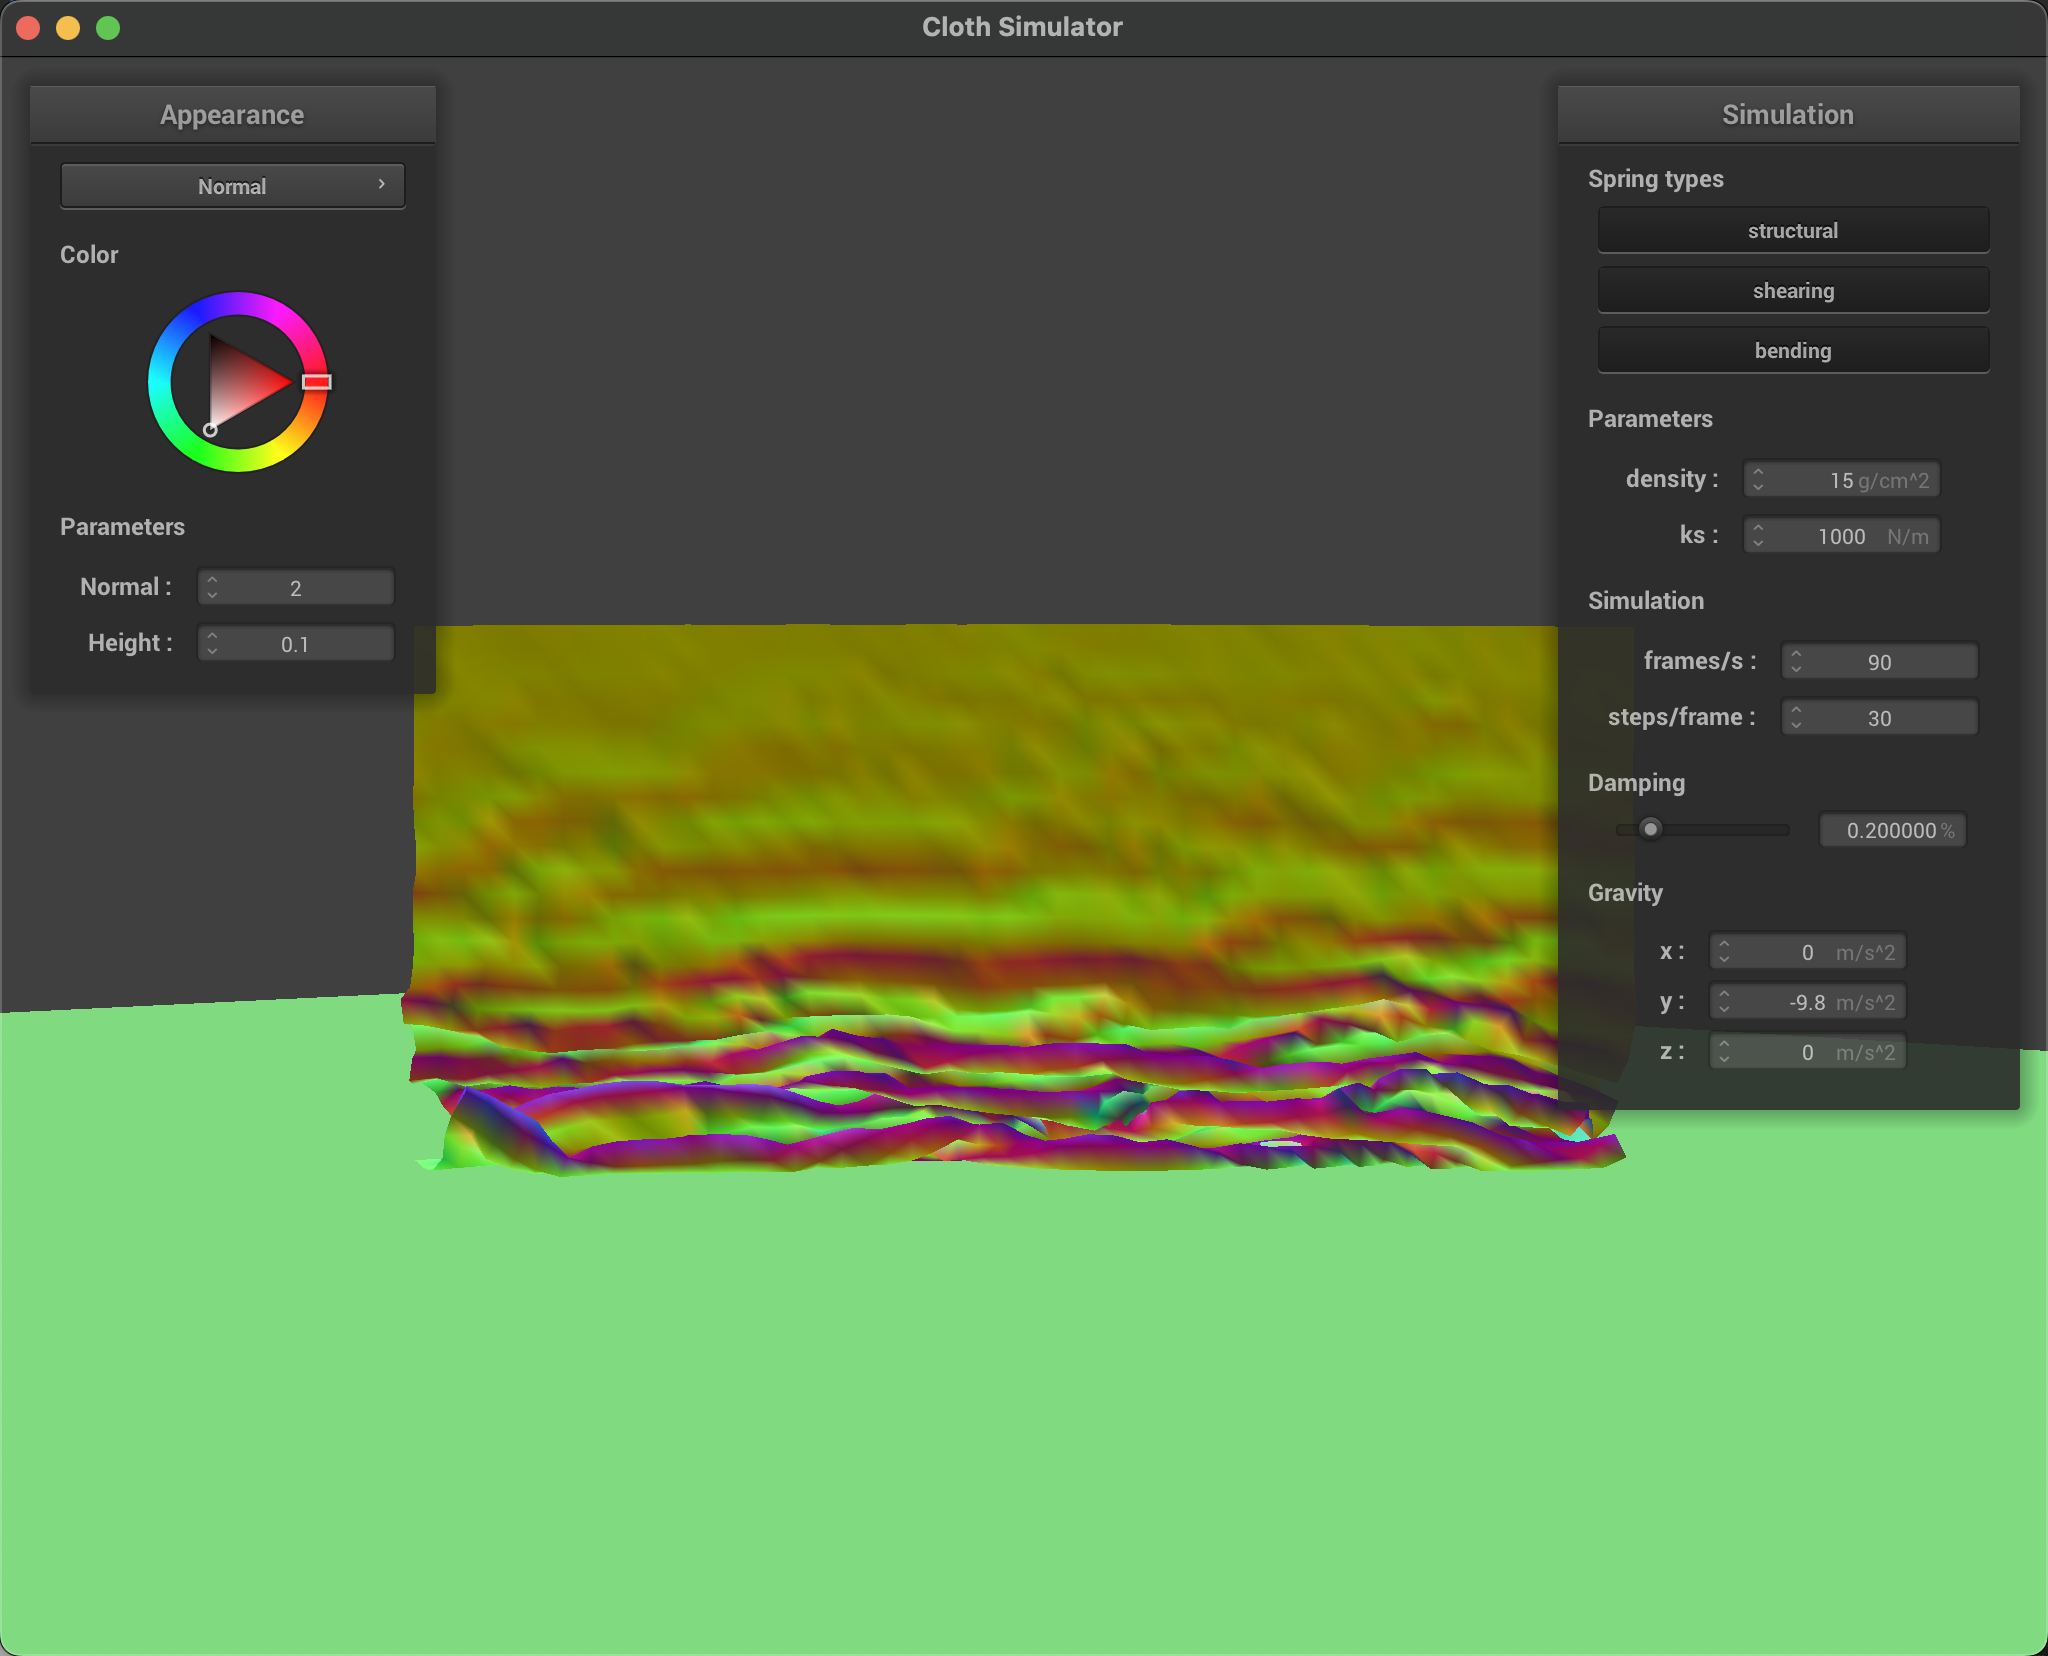 Cloth Simulator
Appearance
Normal
Color
Parameters
Normal : 2
Height : 0.1
Simulation
Spring types
structural
shearing
bending
Parameters
density : 15 g/cm^2
ks : 1000 N/m
Simulation
frames/s : 90
steps/frame : 30
Damping
0.200000 %
Gravity
x : 0 m/s^2
y : -9.8 m/s^2
z : 0 m/s^2